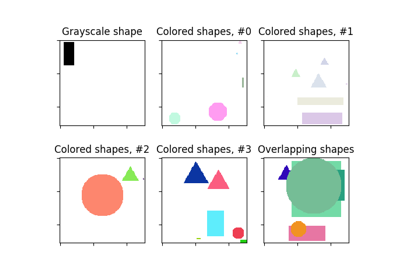 Grayscale shape
Colored shapes, #0
Colored shapes, #1
Colored shapes, #2
Colored shapes, #3
Overlapping shapes